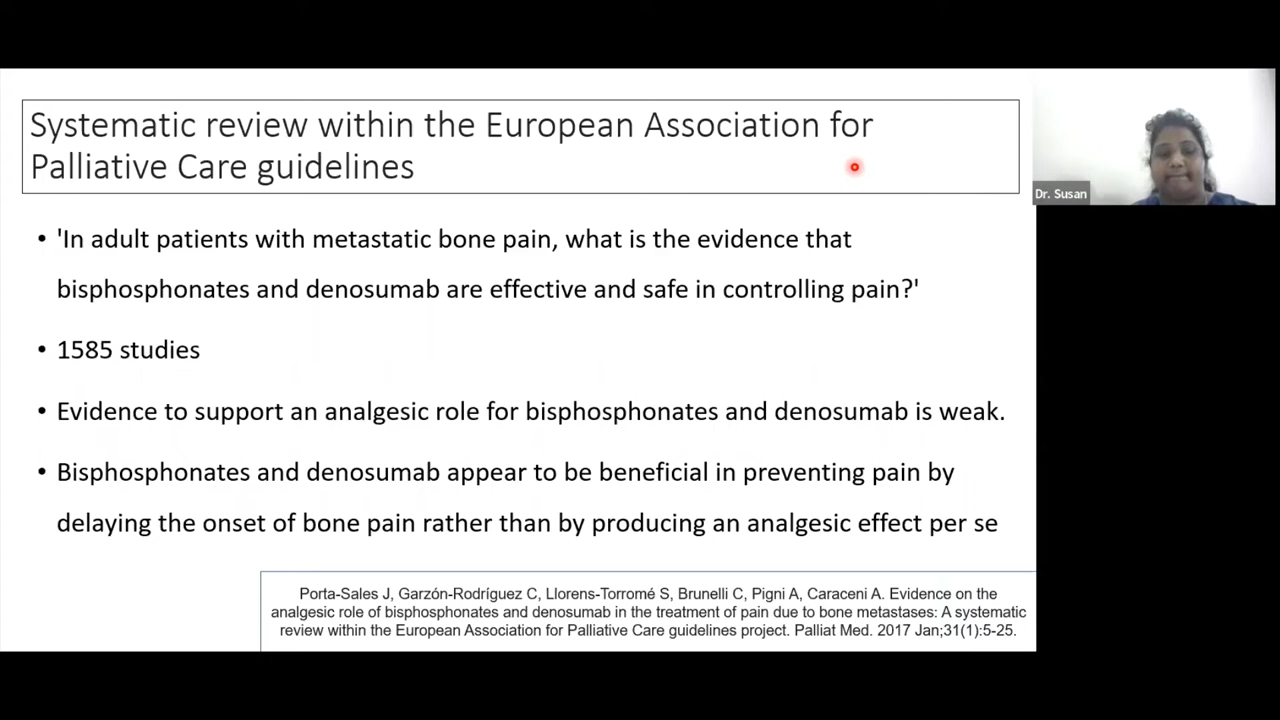 Systematic review within the European Association for
Palliative Care guidelines
Dr. Susan
• 'In adult patients with metastatic bone pain, what is the evidence that
bisphosphonates and denosumab are effective and safe in controlling pain?'
• 1585 studies
• Evidence to support an analgesic role for bisphosphonates and denosumab is weak.
• Bisphosphonates and denosumab appear to be beneficial in preventing pain by
delaying the onset of bone pain rather than by producing an analgesic effect per se
Porta-Sales J, Garzón-Rodríguez C, Llorens-Torromé S, Brunelli C, Pigni A, Caraceni A. Evidence on the
analgesic role of bisphosphonates and denosumab in the treatment of pain due to bone metastases: A systematic
review within the European Association for Palliative Care guidelines project. Palliat Med. 2017 Jan;31(1):5-25.